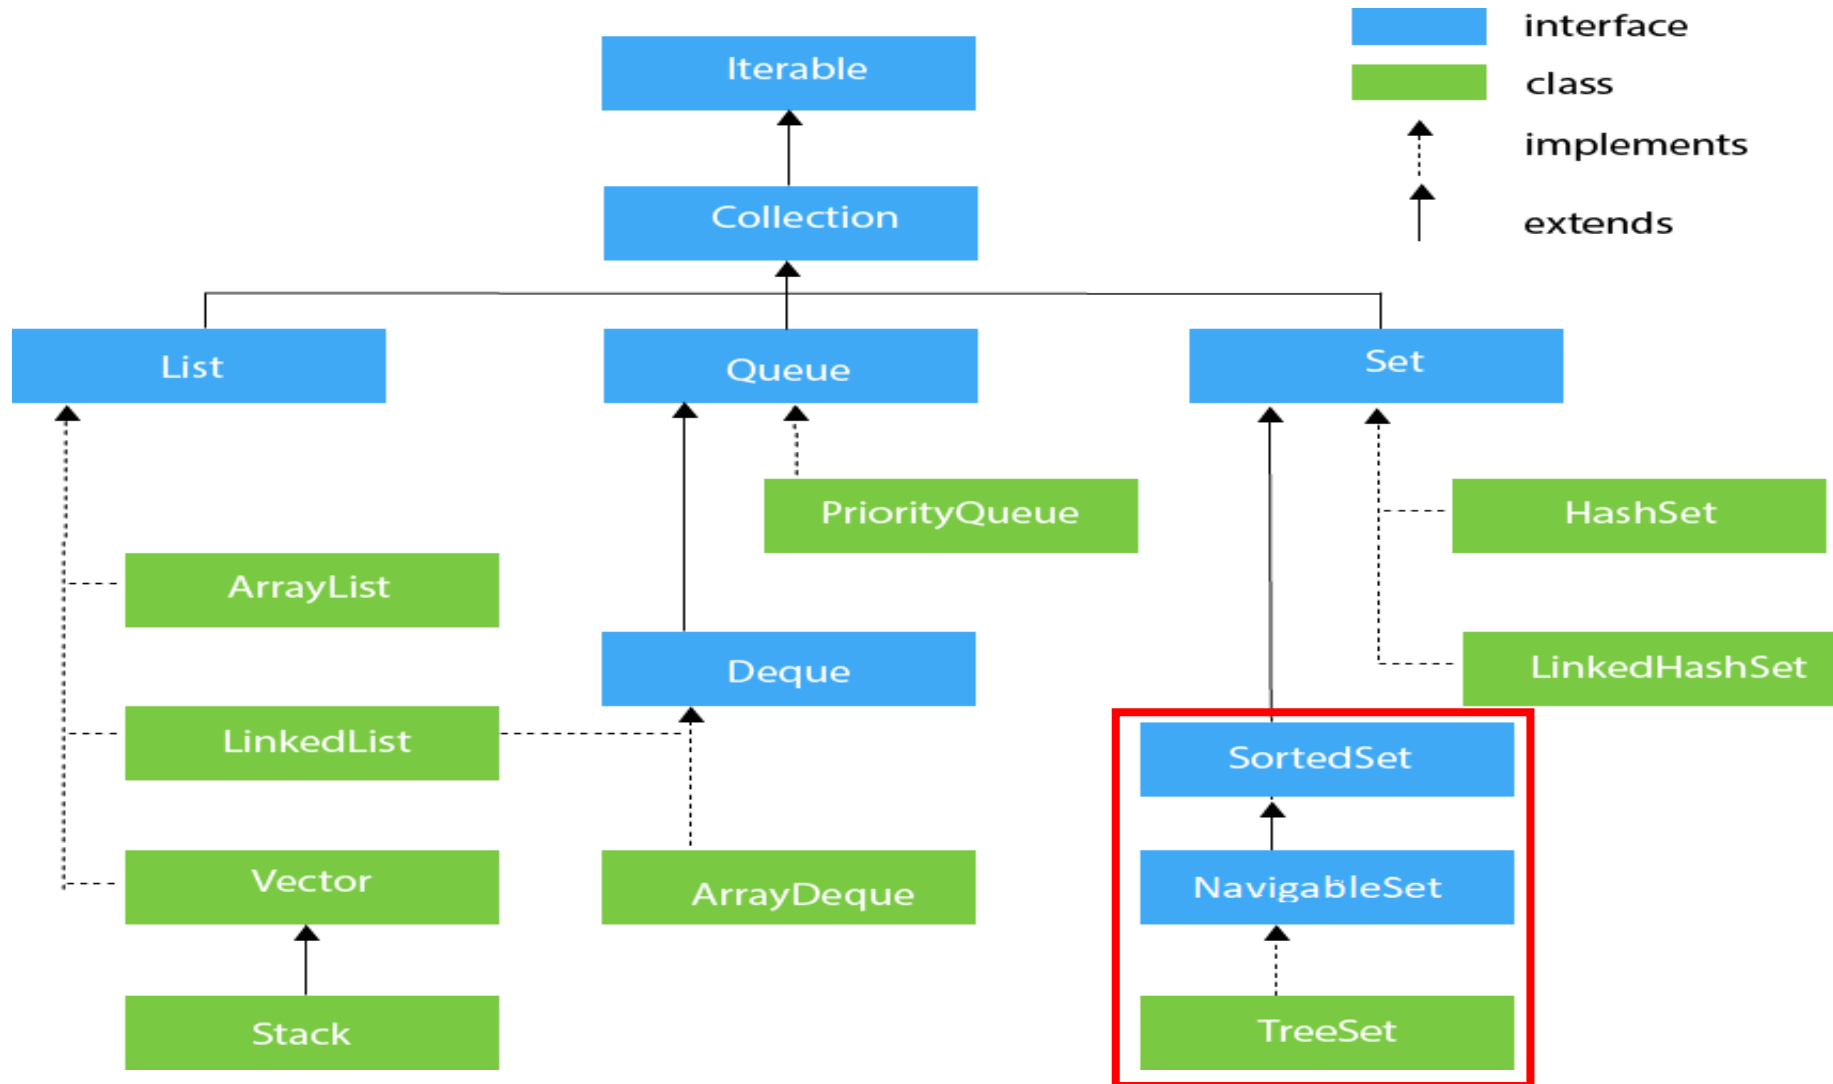 interface
Iterable
class
implements
Collection
extends
List
Queue
Set
PriorityQueue
HashSet
ArrayList
Deque
LinkedHashSet
LinkedList
SortedSet
Vector
ArrayDeque
NavigableSet
Stack
TreeSet